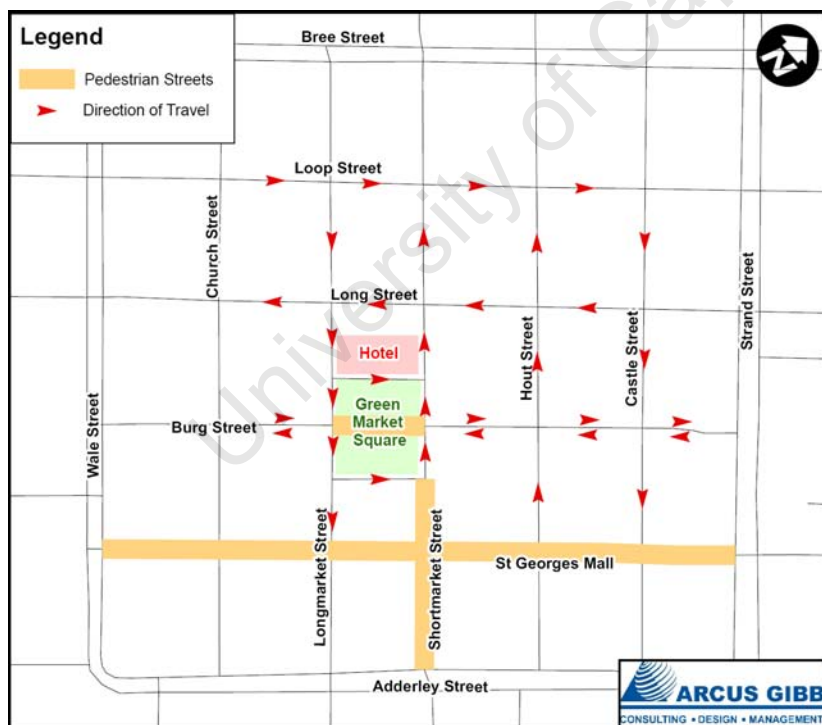 Legend
Pedestrian Streets
Direction of Travel
Bree Street
N
University of Cap
Loop Street
Church Street
Long Street
Strand Street
Hotel
Hout Street
Castle Street
Green
Market
Square
Burg Street
Wale Street
Longmarket Street
Shortmarket Street
St Georges Mall
Adderley Street
ARCUS GIBB
CONSULTING • DESIGN • MANAGEMENT